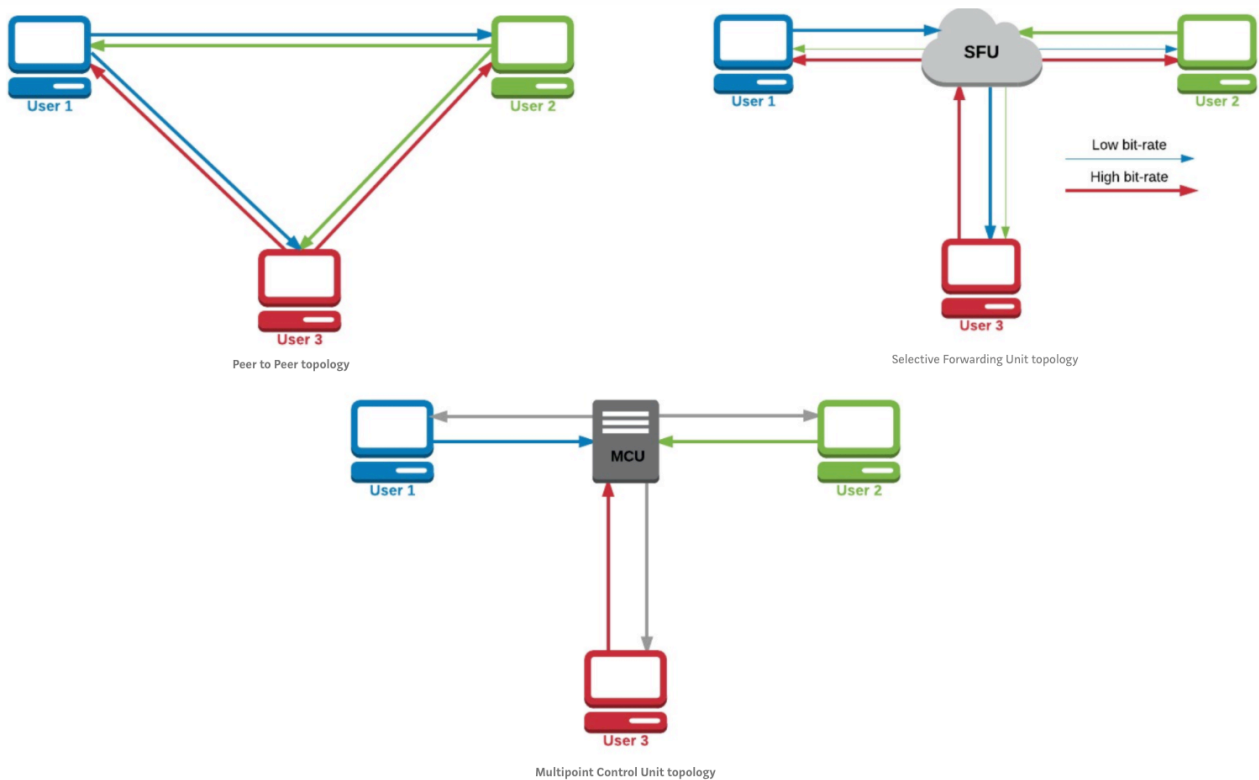 User 1
User 2
User 3
Peer to Peer topology
SFU
User 1
User 2
Low bit-rate
High bit-rate
User 3
Selective Forwarding Unit topology
MCU
User 1
User 2
User 3
Multipoint Control Unit topology